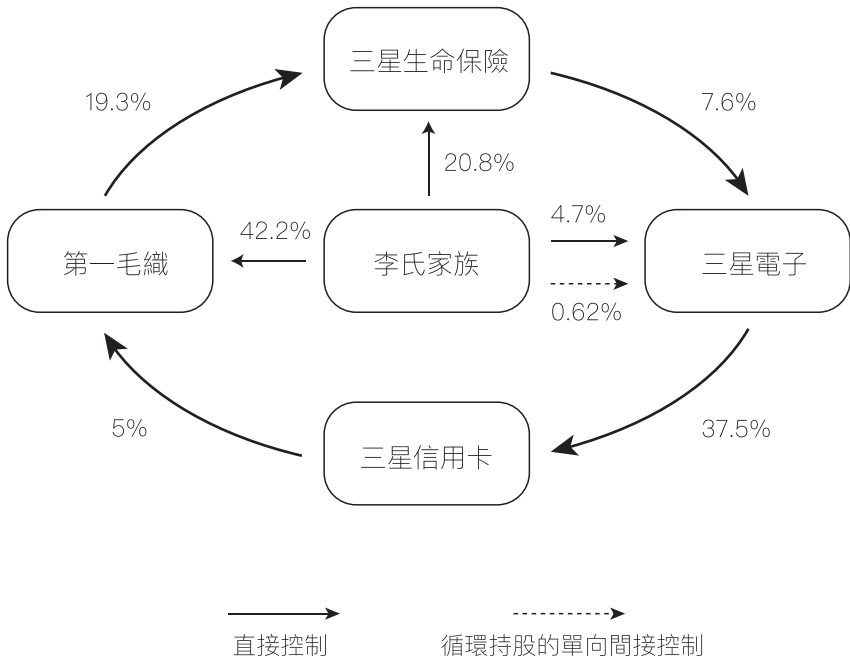 三星生命保險
19.3%
7.6%
20.8%
42.2%
4.7%
第一毛織
李氏家族
三星電子
0.62%
5%
37.5%
三星信用卡
直接控制
循環持股的單向間接控制